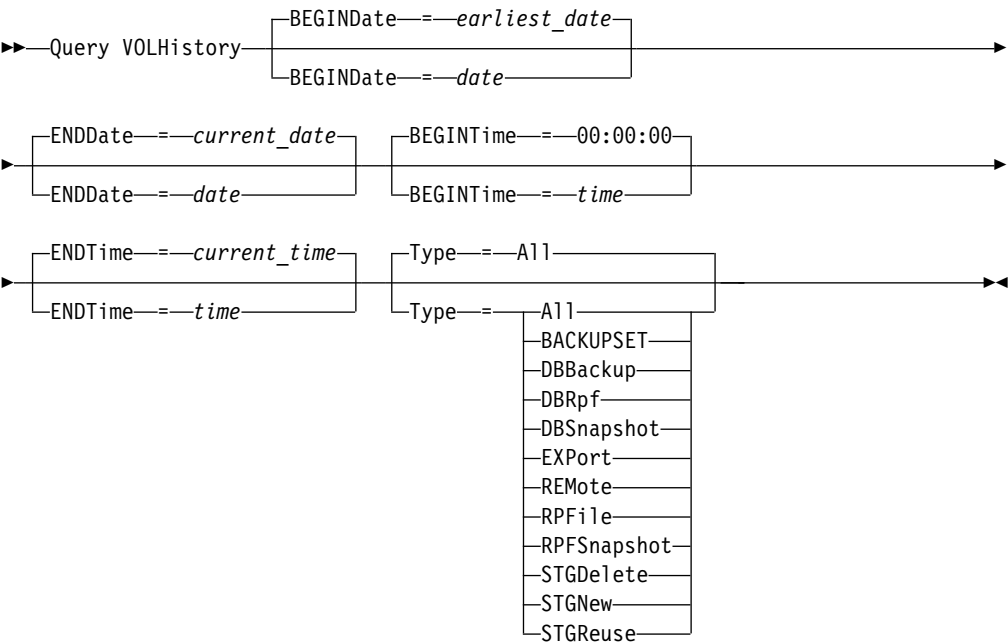 BEGINDate = earliest_date
Query VOLHistory
BEGINDate = date
ENDDate = current_date BEGINTime = 00:00:00
ENDDate = date BEGINTime = time
ENDTime = current_time Type = All
ENDTime = time Type = All
BACKUPSET
DBBackup
DBRpf
DBSnapshot
EXPort
REMote
RPFile
RPFSnapshot
STGDelete
STGNew
STGReuse